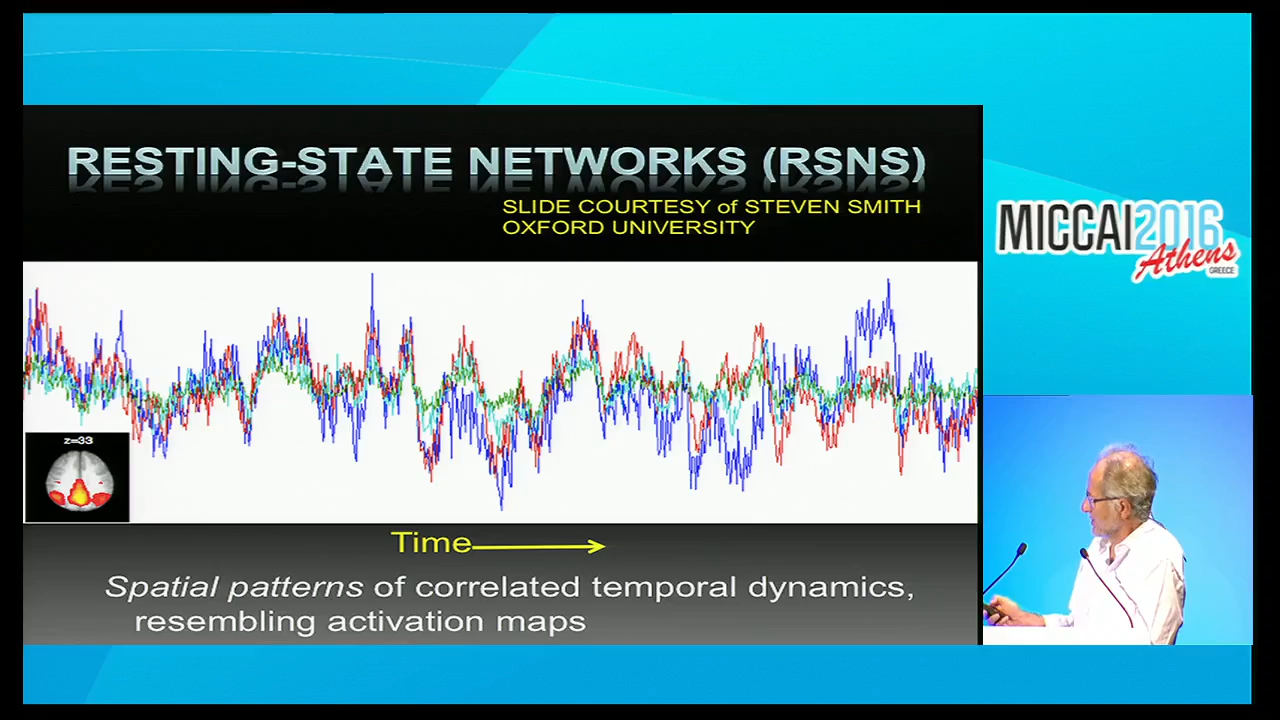 RESTING-STATE NETWORKS (RSNS)
SLIDE COURTESY of STEVEN SMITH
OXFORD UNIVERSITY
MICCAI2016
Athens
GREECE
z=33
Time
Spatial patterns of correlated temporal dynamics,
resembling activation maps